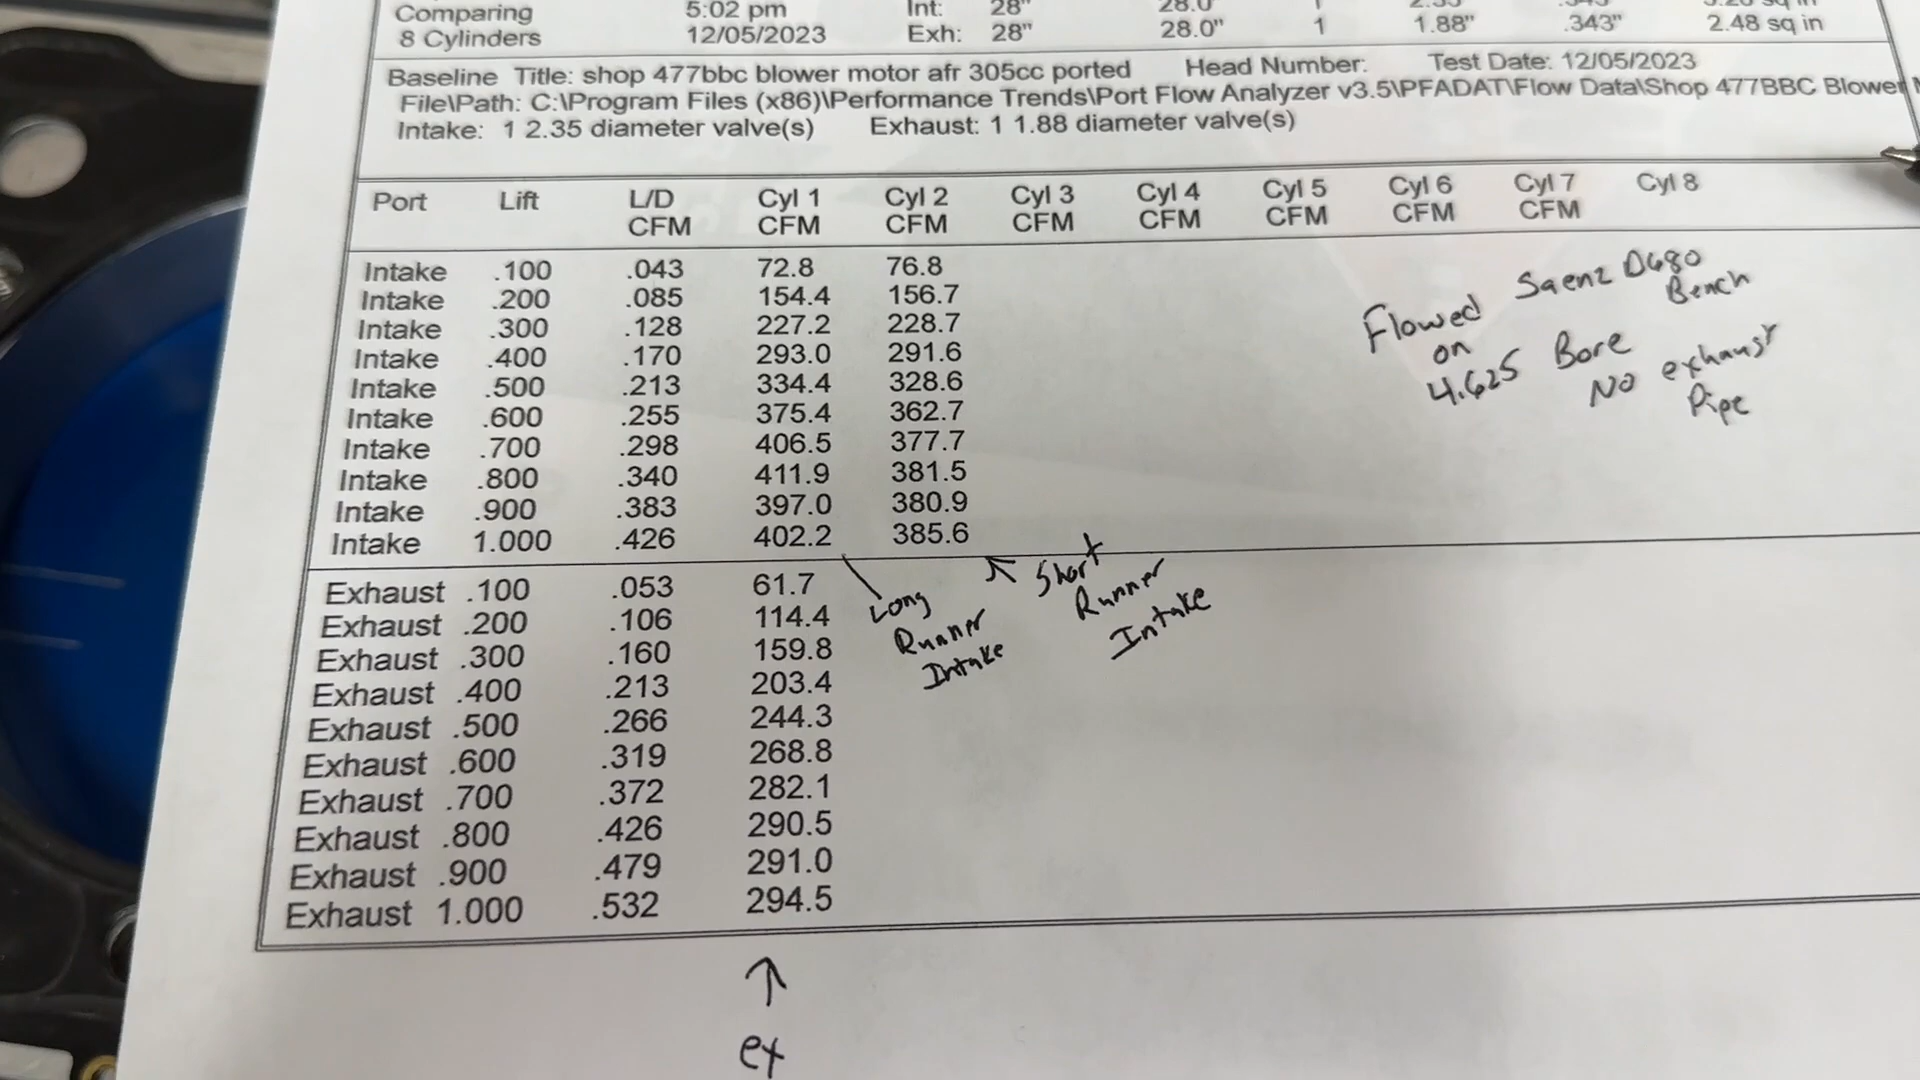 Comparing 5:02 pm Int: 28" 28.0" 1
8 Cylinders 12/05/2023 Exh: 28" 28.0" 1 1.88" .343" 2.48 sq in
Baseline Title: shop 477bbc blower motor afr 305cc ported Head Number: Test Date: 12/05/2023
File\Path: C:\Program Files (x86)\Performance Trends\Port Flow Analyzer v3.5\PFADAT\Flow Data\Shop 477BBC Blower
Intake: 1 2.35 diameter valve(s) Exhaust: 1 1.88 diameter valve(s)
Port Lift L/D Cyl 1 Cyl 2 Cyl 3 Cyl 4 Cyl 5 Cyl 6 Cyl 7 Cyl 8
CFM CFM CFM CFM CFM CFM CFM CFM
Intake .100 .043 72.8 76.8
Intake .200 .085 154.4 156.7
Intake .300 .128 227.2 228.7
Intake .400 .170 293.0 291.6
Intake .500 .213 334.4 328.6
Intake .600 .255 375.4 362.7
Intake .700 .298 406.5 377.7
Intake .800 .340 411.9 381.5
Intake .900 .383 397.0 380.9
Intake 1.000 .426 402.2 385.6
Flowed Saenz D680
on Bench
4.625 Bore
No exhaust
Pipe
Exhaust .100 .053 61.7
Exhaust .200 .106 114.4
Exhaust .300 .160 159.8
Exhaust .400 .213 203.4
Exhaust .500 .266 244.3
Exhaust .600 .319 268.8
Exhaust .700 .372 282.1
Exhaust .800 .426 290.5
Exhaust .900 .479 291.0
Exhaust 1.000 .532 294.5
Long
Runner
Intake
Short
Runner
Intake
ex